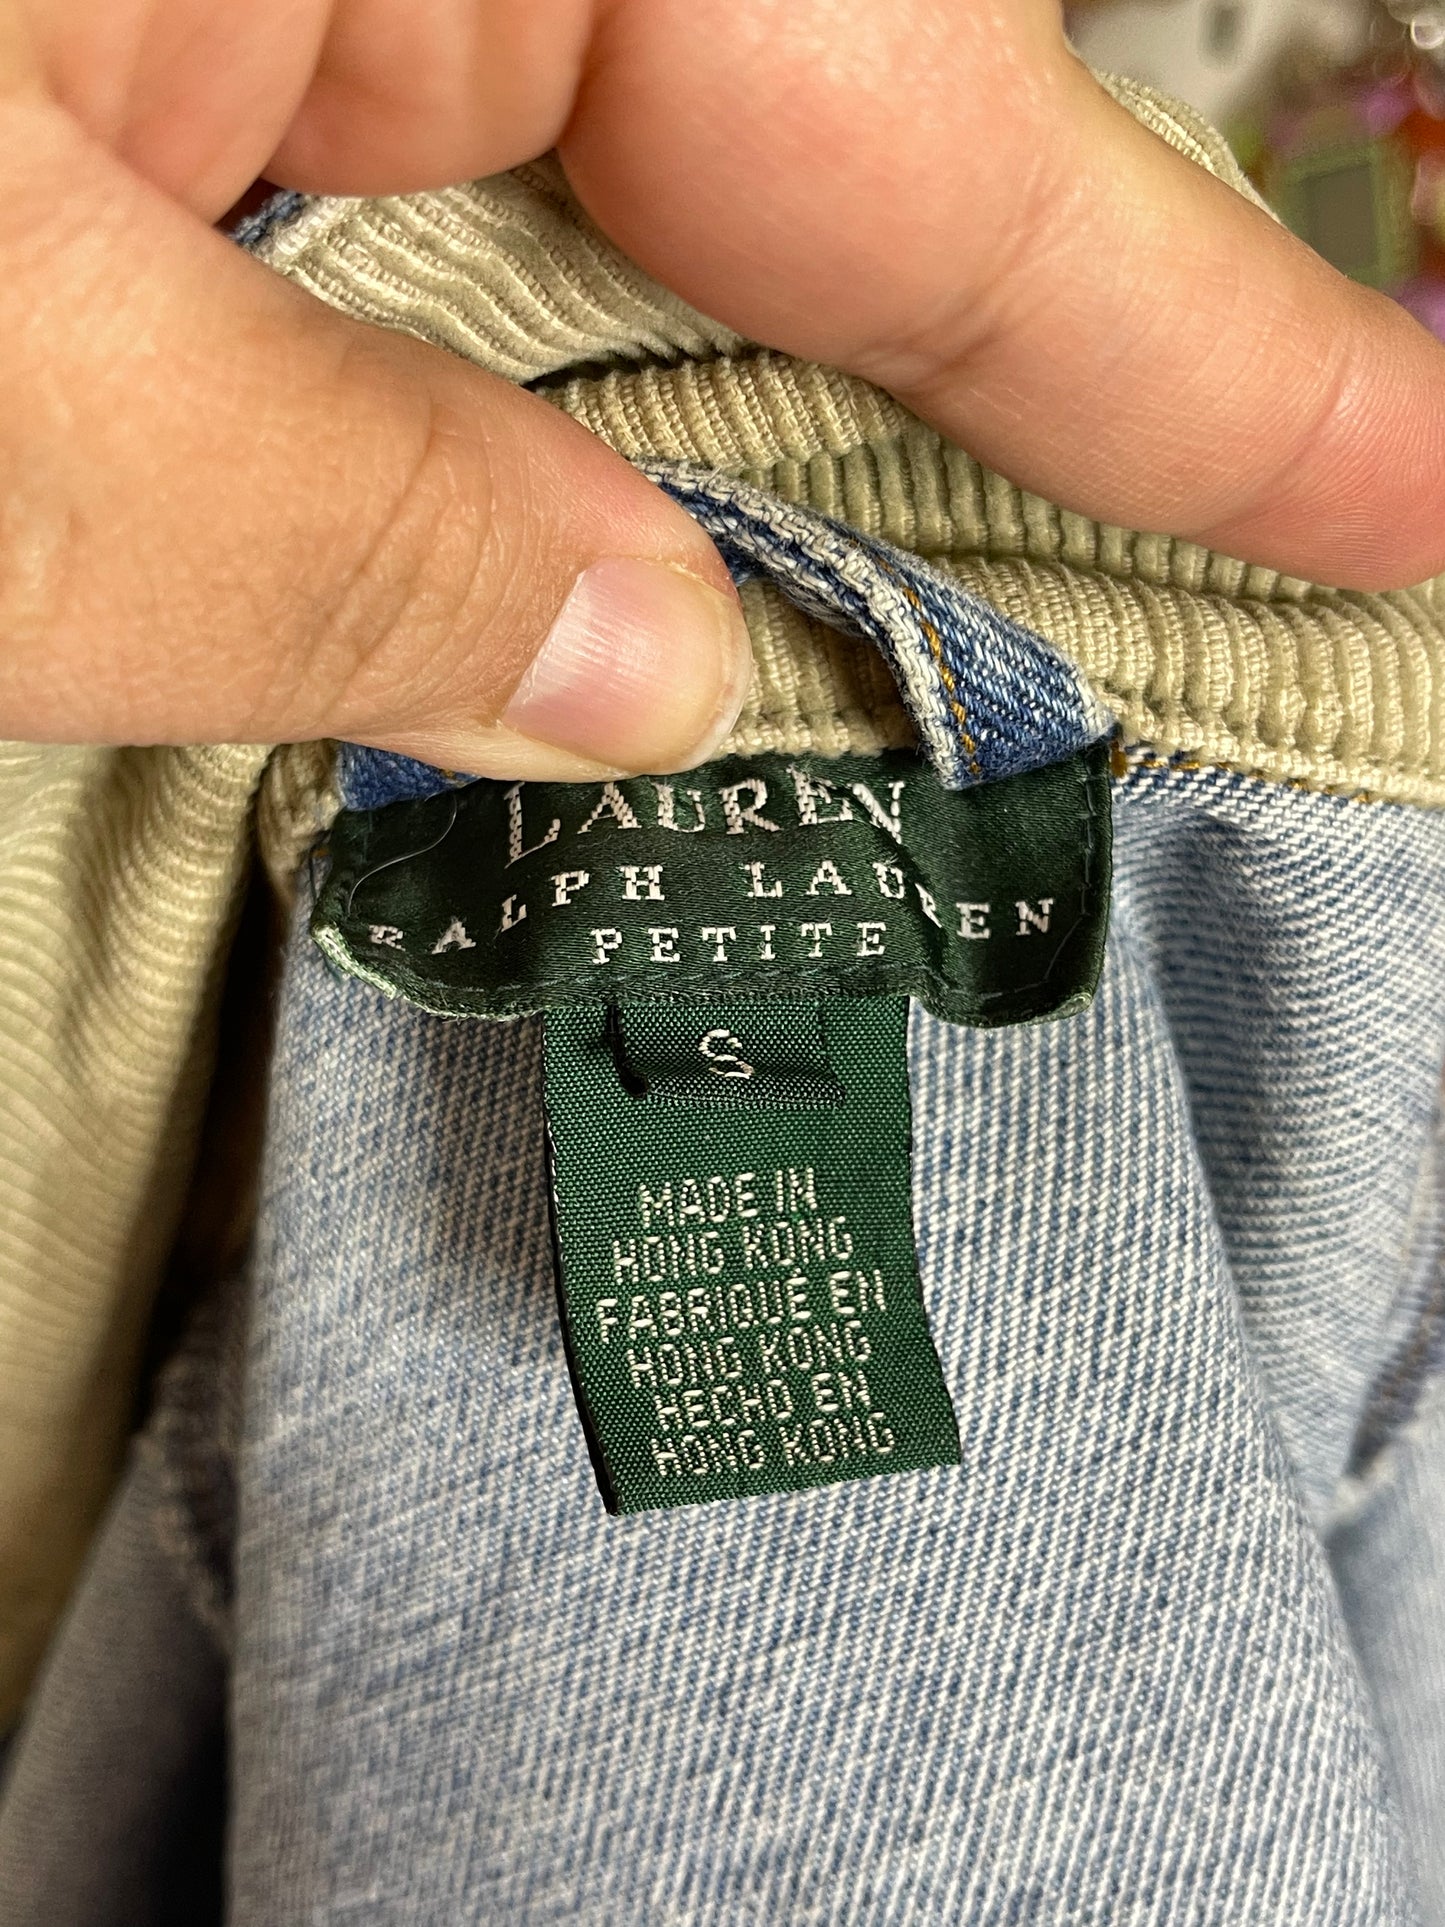 LAUREN
RALPH LAUREN
PETITE
S
MADE IN
HONG KONG
FABRIQUE EN
HONG KONG
HECHO EN
HONG KONG